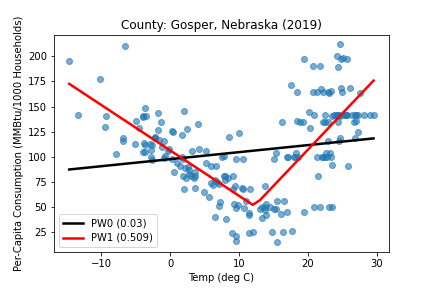 County: Gosper, Nebraska (2019)
Per-Capita Consumption (MMBtu/1000 Households)
200
175
150
125
100
75
50
25
PW0 (0.03)
PW1 (0.509)
−10 0 10 20 30
Temp (deg C)